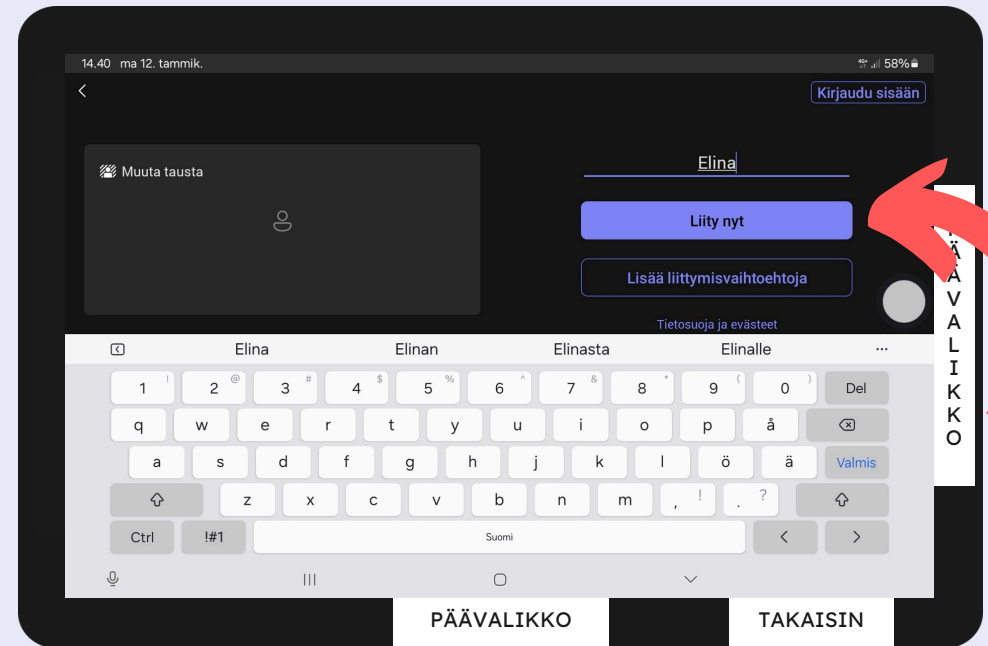 14.40 ma 12. tammik.
58%
Kirjaudu sisään
Muuta tausta
Elina
Liity nyt
Lisää liittymisvaihtoehtoja
Tietosuoja ja evästeet
Elina Elinan Elinasta Elinalle ...
1 ! 2 @ 3 # 4 $ 5 % 6 ^ 7 & 8 * 9 ( 0 ) Del
q w e r t y u i o p å
a s d f g h j k l ö ä Valmis
z x c v b n m , ! . ?
Ctrl !#1 Suomi < >
PÄÄVALIKKO TAKAISIN
Ä
Ä
V
A
L
I
K
K
O